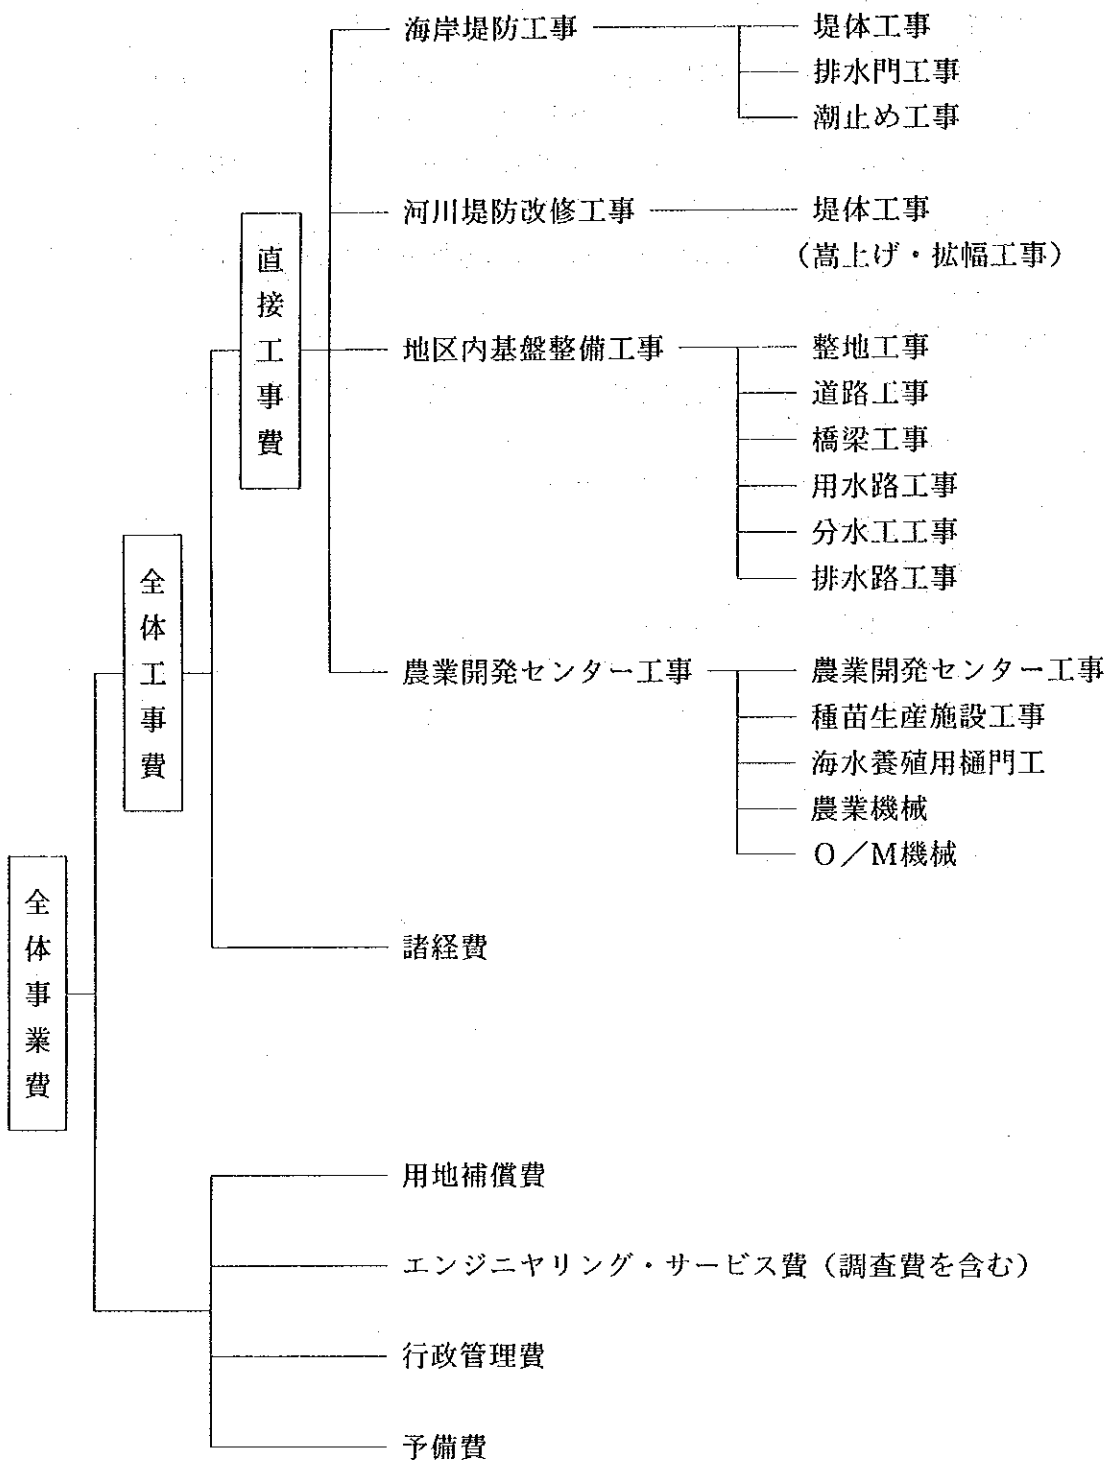 海岸堤防工事
堤体工事
排水門工事
潮止め工事
河川堤防改修工事
堤体工事
（嵩上げ・拡幅工事）
直接工事費
地区内基盤整備工事
整地工事
道路工事
橋梁工事
用水路工事
分水工工事
排水路工事
全体工事費
農業開発センター工事
農業開発センター工事
種苗生産施設工事
海水養殖用樋門工
農業機械
O／M機械
全体事業費
諸経費
用地補償費
エンジニヤリング・サービス費（調査費を含む）
行政管理費
予備費